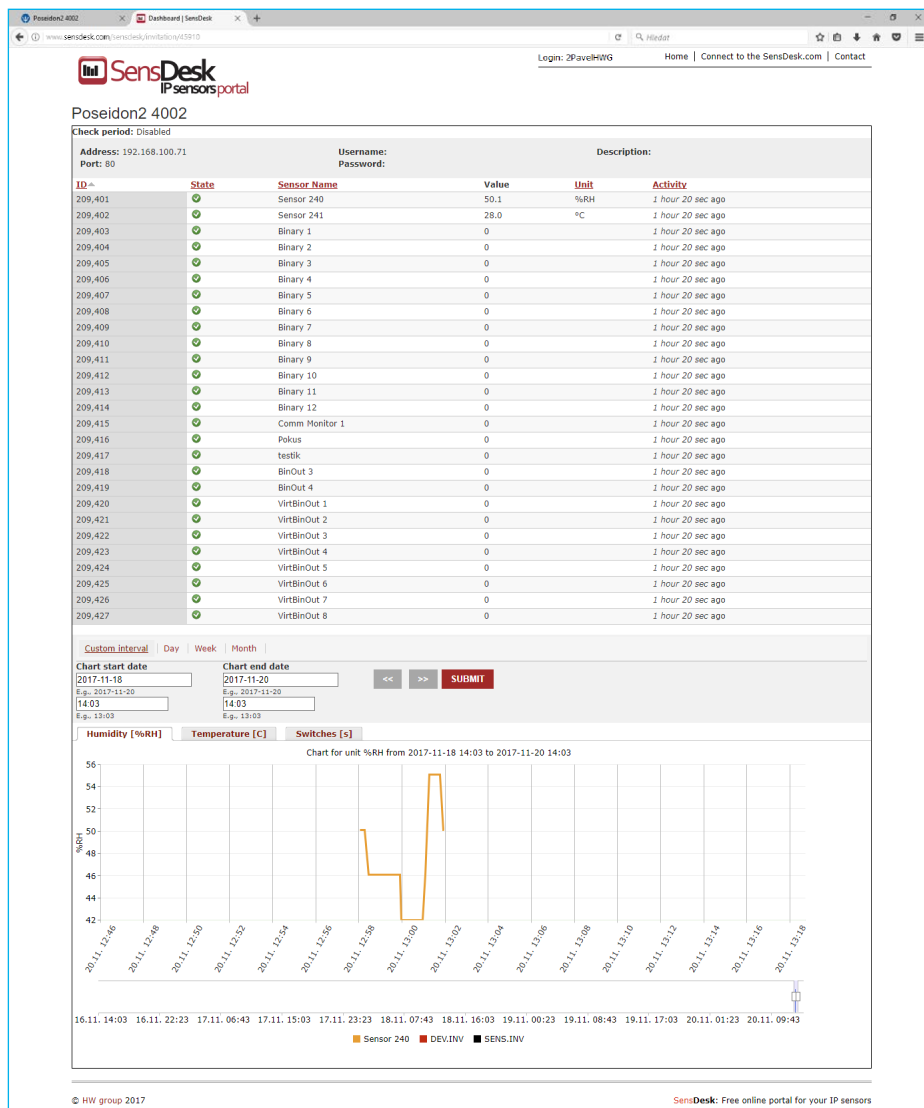 Poseidon2 4002
Dashboard | SensDesk
www.sensdesk.com/sensdesk/invitation/45910
Hledat
SensDesk
IP sensors portal
Login: 2PavelHWG
Home | Connect to the SensDesk.com | Contact
Poseidon2 4002
Check period: Disabled
Address: 192.168.100.71 Username: Description:
Port: 80 Password:
ID State Sensor Name Value Unit Activity
209,401 Sensor 240 50.1 %RH 1 hour 20 sec ago
209,402 Sensor 241 28.0 °C 1 hour 20 sec ago
209,403 Binary 1 0 1 hour 20 sec ago
209,404 Binary 2 0 1 hour 20 sec ago
209,405 Binary 3 0 1 hour 20 sec ago
209,406 Binary 4 0 1 hour 20 sec ago
209,407 Binary 5 0 1 hour 20 sec ago
209,408 Binary 6 0 1 hour 20 sec ago
209,409 Binary 7 0 1 hour 20 sec ago
209,410 Binary 8 0 1 hour 20 sec ago
209,411 Binary 9 0 1 hour 20 sec ago
209,412 Binary 10 0 1 hour 20 sec ago
209,413 Binary 11 0 1 hour 20 sec ago
209,414 Binary 12 0 1 hour 20 sec ago
209,415 Comm Monitor 1 0 1 hour 20 sec ago
209,416 Pokus 0 1 hour 20 sec ago
209,417 testik 0 1 hour 20 sec ago
209,418 BinOut 3 0 1 hour 20 sec ago
209,419 BinOut 4 0 1 hour 20 sec ago
209,420 VirtBinOut 1 0 1 hour 20 sec ago
209,421 VirtBinOut 2 0 1 hour 20 sec ago
209,422 VirtBinOut 3 0 1 hour 20 sec ago
209,423 VirtBinOut 4 0 1 hour 20 sec ago
209,424 VirtBinOut 5 0 1 hour 20 sec ago
209,425 VirtBinOut 6 0 1 hour 20 sec ago
209,426 VirtBinOut 7 0 1 hour 20 sec ago
209,427 VirtBinOut 8 0 1 hour 20 sec ago
Custom interval | Day | Week | Month |
Chart start date Chart end date
2017-11-18 2017-11-20 << >> SUBMIT
E.g., 2017-11-20 E.g., 2017-11-20
14:03 14:03
E.g., 13:03 E.g., 13:03
Humidity [%RH] Temperature [C] Switches [s]
Chart for unit %RH from 2017-11-18 14:03 to 2017-11-20 14:03
56
54
52
50
48
46
44
42
%RH
20.11. 12:46 20.11. 12:48 20.11. 12:50 20.11. 12:52 20.11. 12:54 20.11. 12:56 20.11. 12:58 20.11. 13:00 20.11. 13:02 20.11. 13:04 20.11. 13:06 20.11. 13:08 20.11. 13:10 20.11. 13:12 20.11. 13:14 20.11. 13:16 20.11. 13:18
16.11. 14:03 16.11. 22:23 17.11. 06:43 17.11. 15:03 17.11. 23:23 18.11. 07:43 18.11. 16:03 19.11. 00:23 19.11. 08:43 19.11. 17:03 20.11. 01:23 20.11. 09:43
Sensor 240 DEV.INV SENS.INV
© HW group 2017 SensDesk: Free online portal for your IP sensors